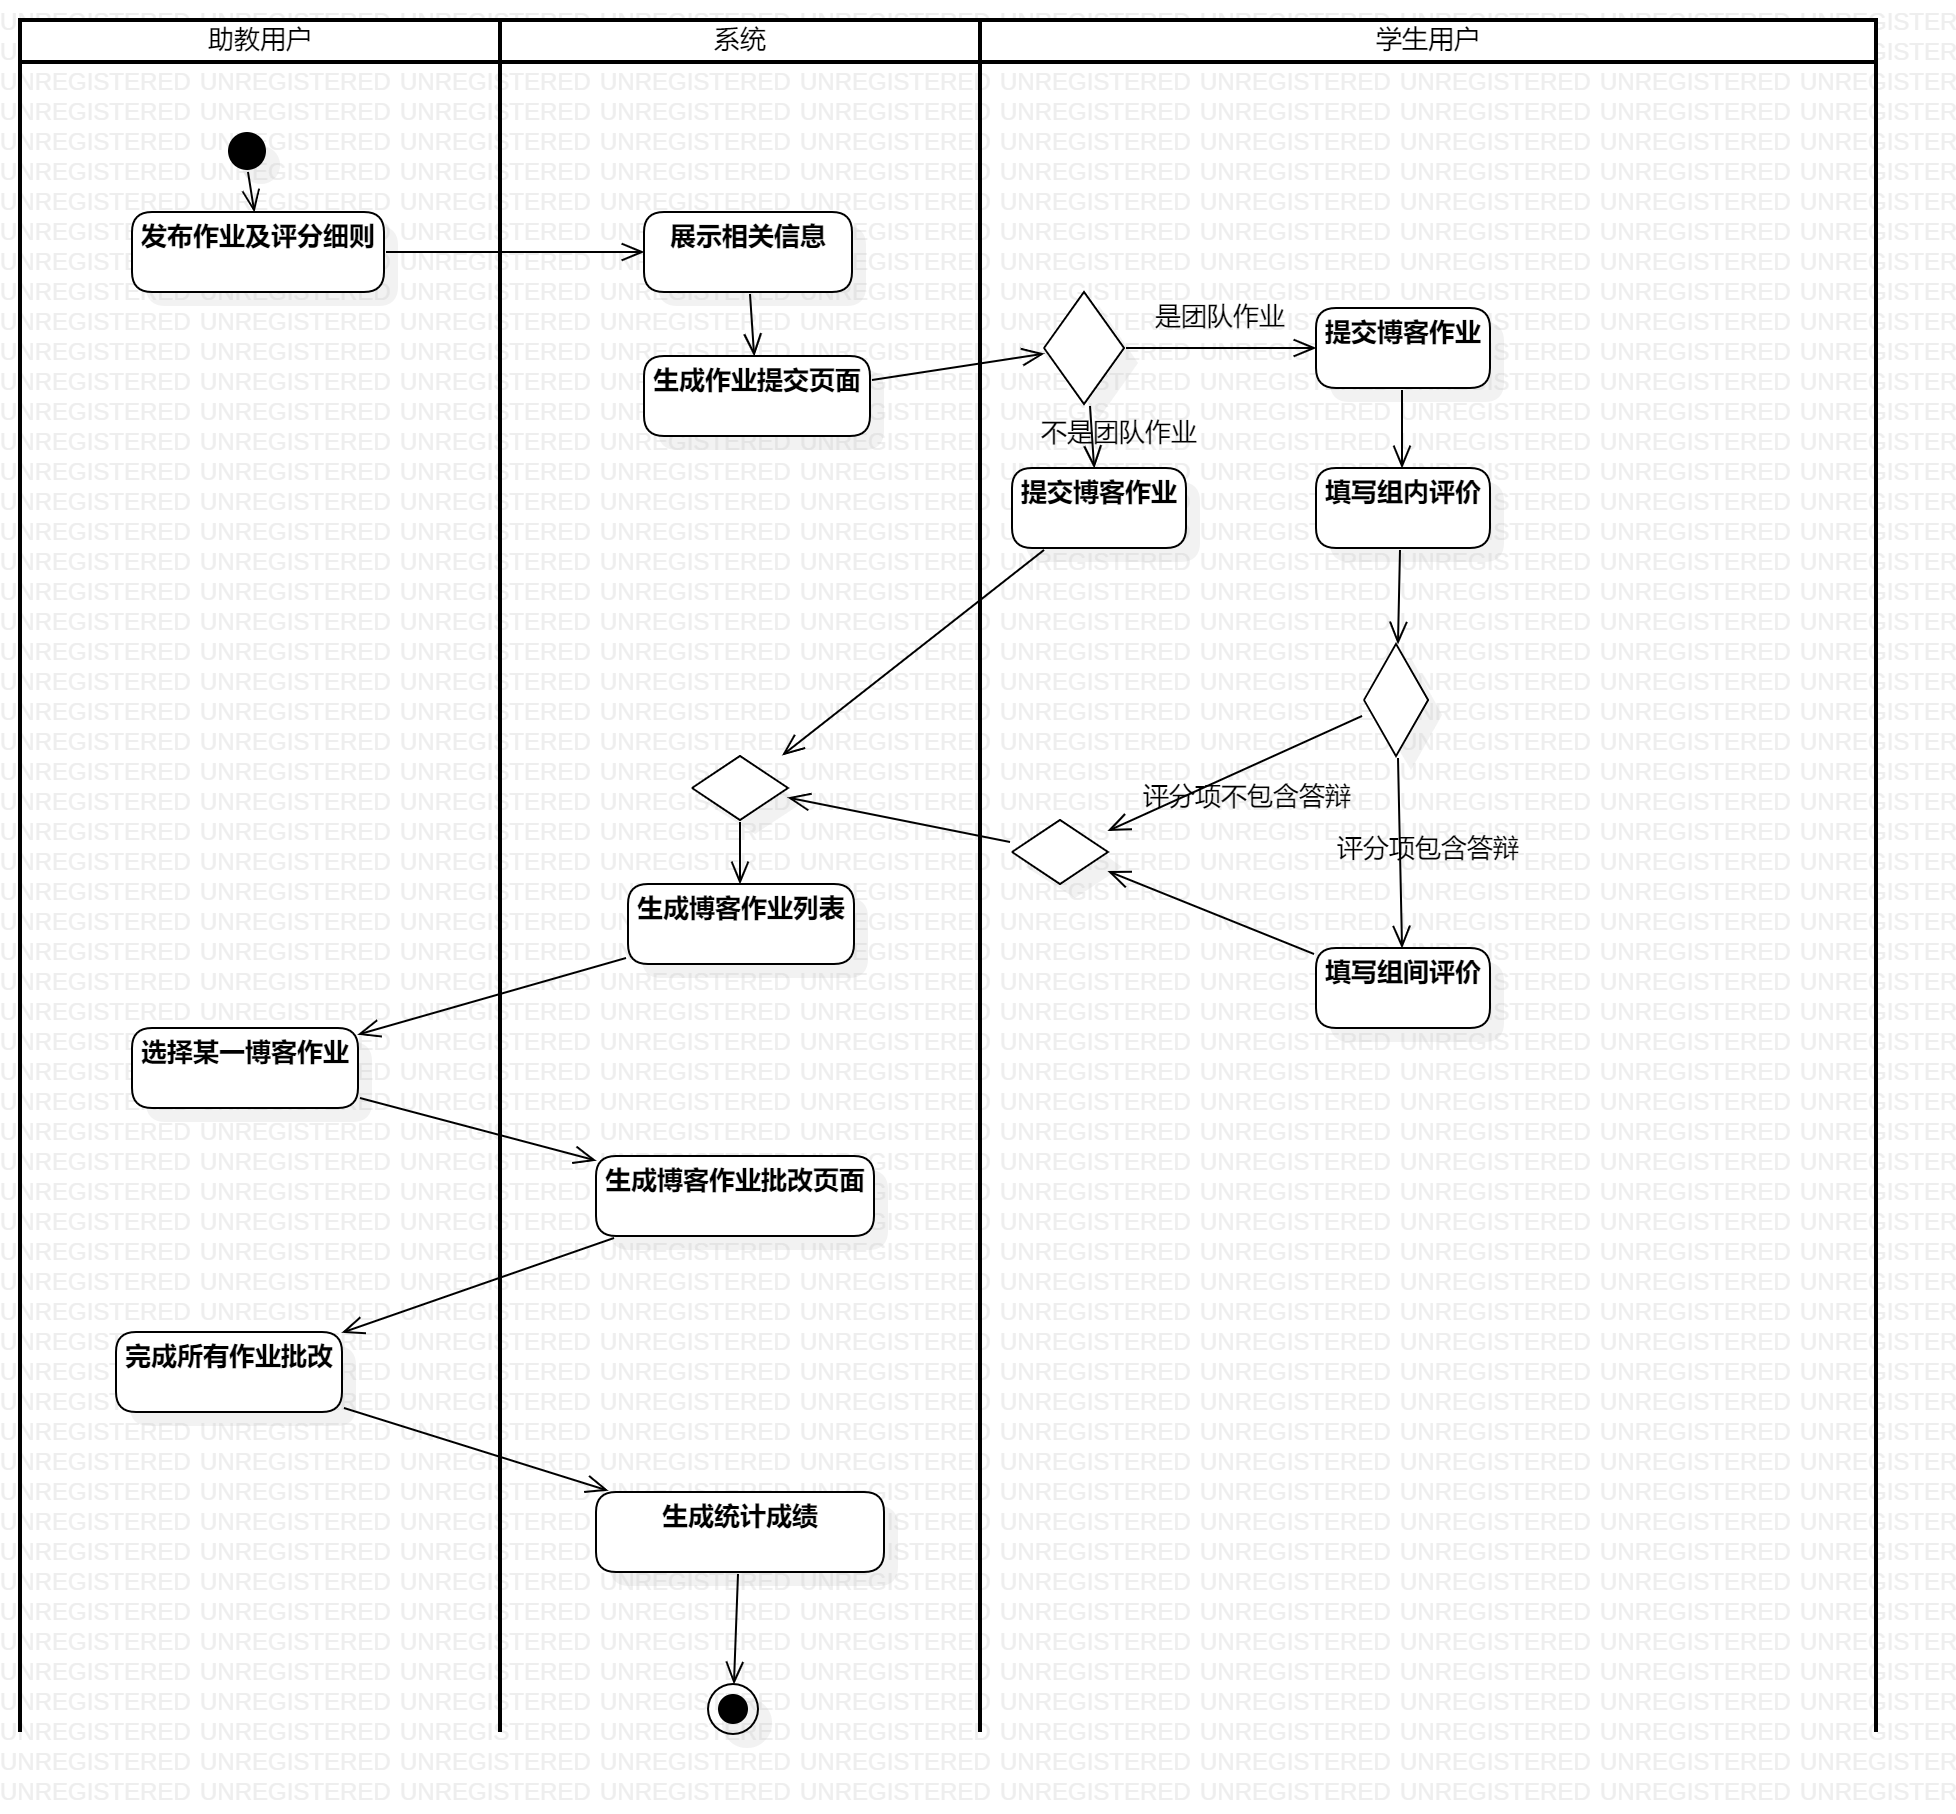 助教用户
系统
学生用户
发布作业及评分细则
展示相关信息
是团队作业
提交博客作业
生成作业提交页面
不是团队作业
提交博客作业
填写组内评价
评分项不包含答辩
评分项包含答辩
生成博客作业列表
填写组间评价
选择某一博客作业
生成博客作业批改页面
完成所有作业批改
生成统计成绩
UNREGISTERED